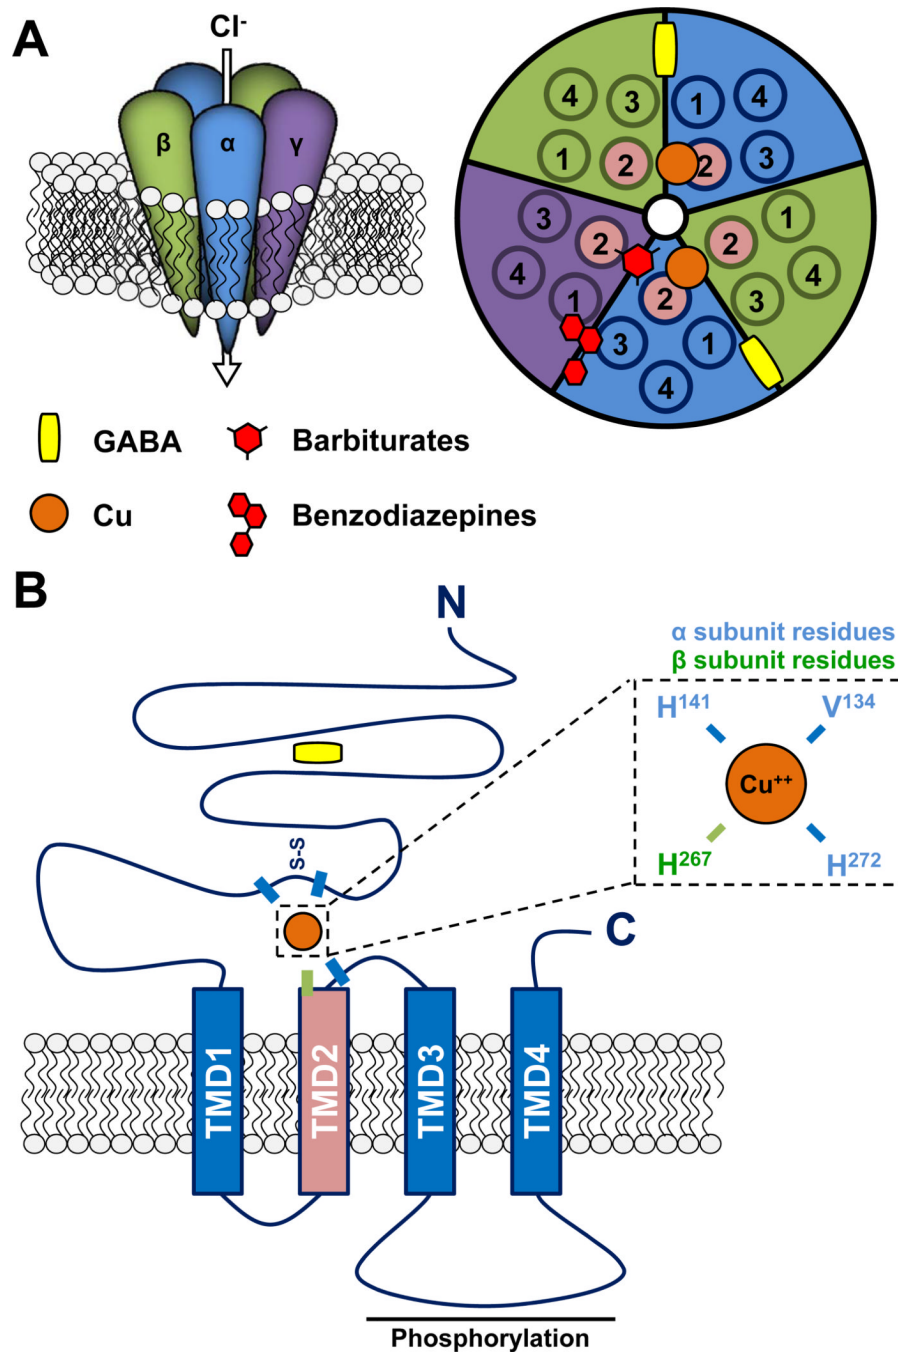 A
Cl-
β α γ
4 3 1 4
1 2 2 3
3 2 2 1
4 2 4
1 3
3 1
4
GABA
Barbiturates
Cu
Benzodiazepines
B
N
α subunit residues
β subunit residues
H141 V134
Cu++
H267 H272
S-S
C
TMD1
TMD2
TMD3
TMD4
Phosphorylation